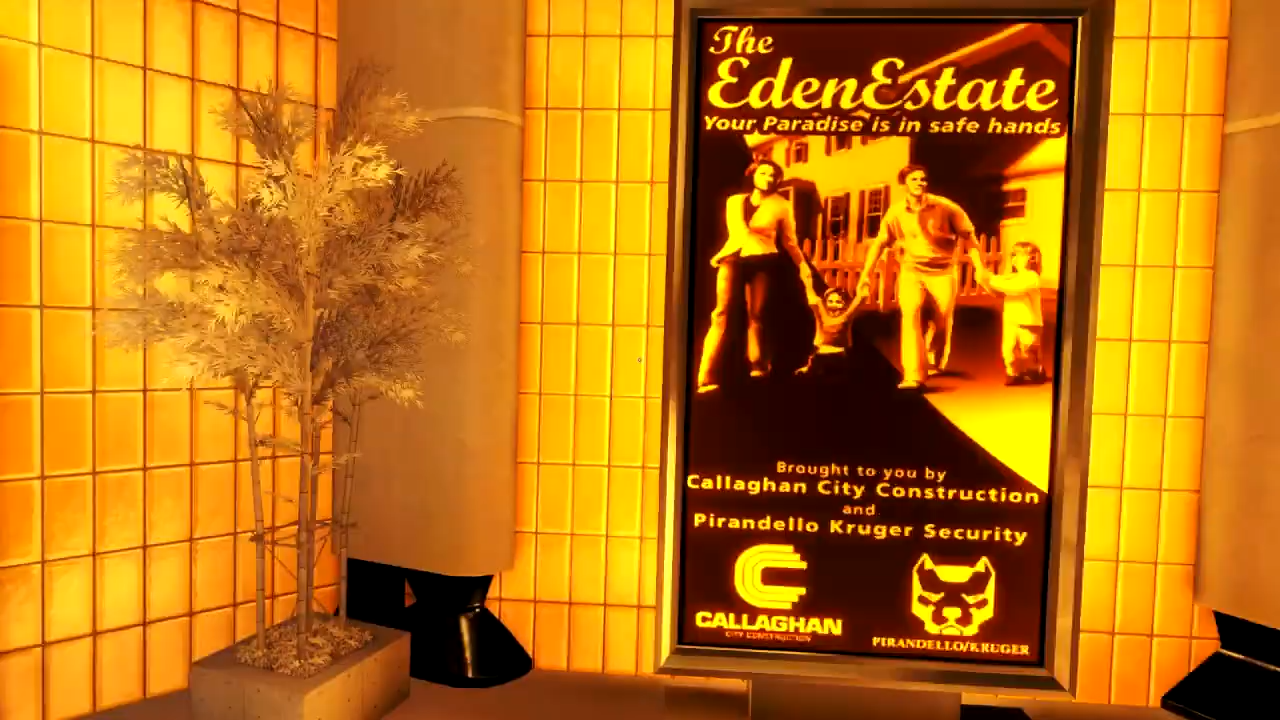 The
EdenEstate
Your Paradise is in safe hands
Brought to you by
Callaghan City Construction
and
Pirandello Kruger Security
CALLAGHAN
CITY CONSTRUCTION
PIRANDELLO/KRUGER